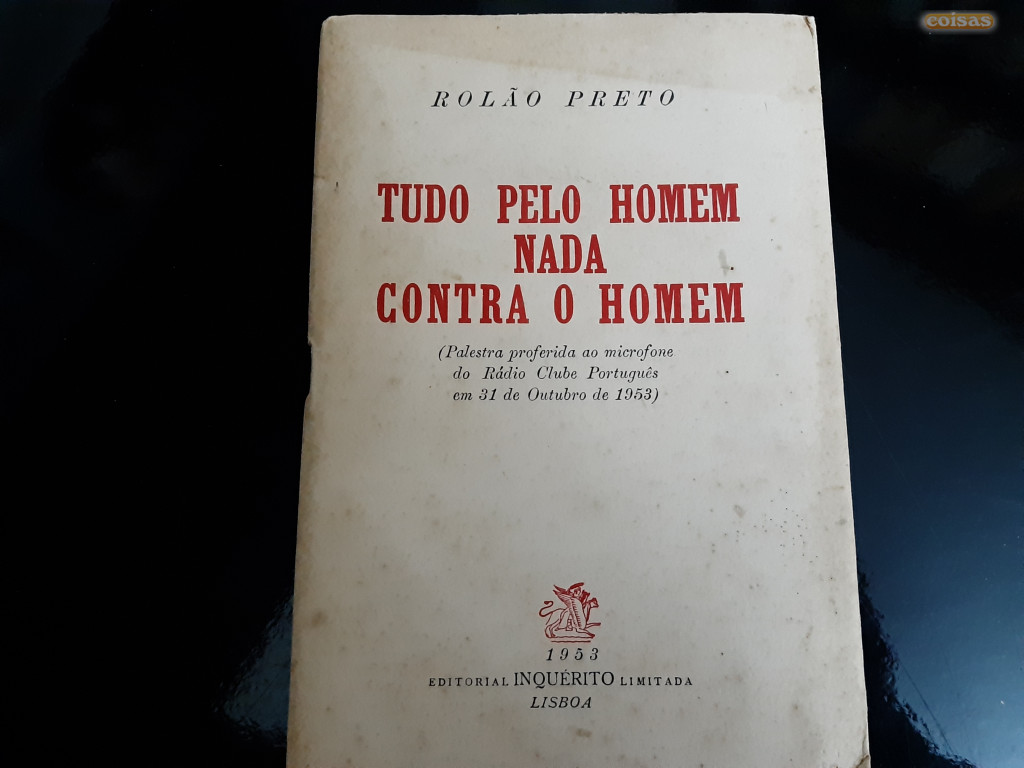 coisas
ROLÃO PRETO
TUDO PELO HOMEM
NADA
CONTRA O HOMEM
(Palestra proferida ao microfone
do Rádio Clube Português
em 31 de Outubro de 1953)
1953
EDITORIAL INQUÉRITO LIMITADA
LISBOA